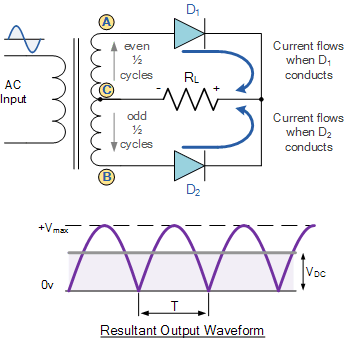 A
D1
even
½
cycles
Current flows
when D1
conducts
AC
Input
C
RL
- +
odd
½
cycles
Current flows
when D2
conducts
B
D2
+Vmax
0v
VDC
T
Resultant Output Waveform